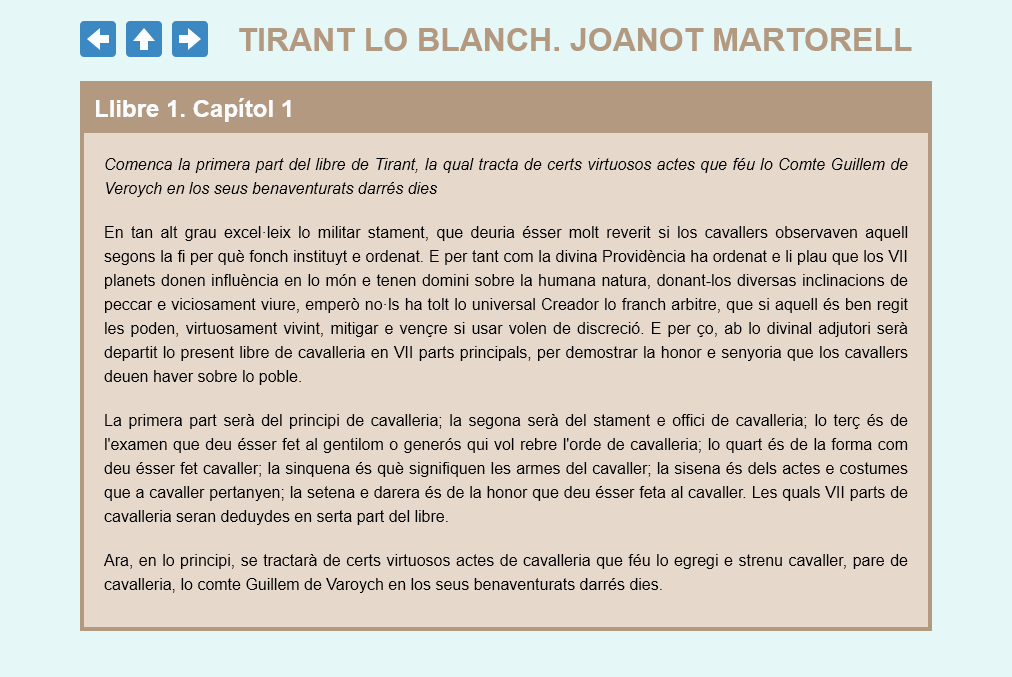 TIRANT LO BLANCH. JOANOT MARTORELL
Llibre 1. Capítol 1
Comenca la primera part del libre de Tirant, la qual tracta de certs virtuosos actes que féu lo Comte Guillem de
Veroych en los seus benaventurats darrés dies
En tan alt grau excel·leix lo militar stament, que deuria ésser molt reverit si los cavallers observaven aquell
segons la fi per què fonch instituyt e ordenat. E per tant com la divina Providència ha ordenat e li plau que los VII
planets donen influència en lo món e tenen domini sobre la humana natura, donant-los diversas inclinacions de
peccar e viciosament viure, emperò no·ls ha tolt lo universal Creador lo franch arbitre, que si aquell és ben regit
les poden, virtuosament vivint, mitigar e vençre si usar volen de discreció. E per ço, ab lo divinal adjutori serà
departit lo present libre de cavalleria en VII parts principals, per demostrar la honor e senyoria que los cavallers
deuen haver sobre lo poble.
La primera part serà del principi de cavalleria; la segona serà del stament e offici de cavalleria; lo terç és de
l'examen que deu ésser fet al gentilom o generós qui vol rebre l'orde de cavalleria; lo quart és de la forma com
deu ésser fet cavaller; la sinquena és què signifiquen les armes del cavaller; la sisena és dels actes e costumes
que a cavaller pertanyen; la setena e darera és de la honor que deu ésser feta al cavaller. Les quals VII parts de
cavalleria seran deduydes en serta part del libre.
Ara, en lo principi, se tractarà de certs virtuosos actes de cavalleria que féu lo egregi e strenu cavaller, pare de
cavalleria, lo comte Guillem de Varoych en los seus benaventurats darrés dies.